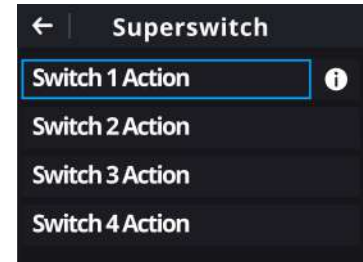 Superswitch
Switch 1 Action
Switch 2 Action
Switch 3 Action
Switch 4 Action